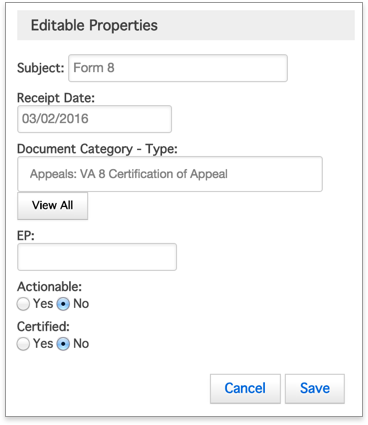 Editable Properties
Subject: Form 8
Receipt Date:
03/02/2016
Document Category - Type:
Appeals: VA 8 Certification of Appeal
View All
EP:
Actionable:
Yes No
Certified:
Yes No
Cancel Save